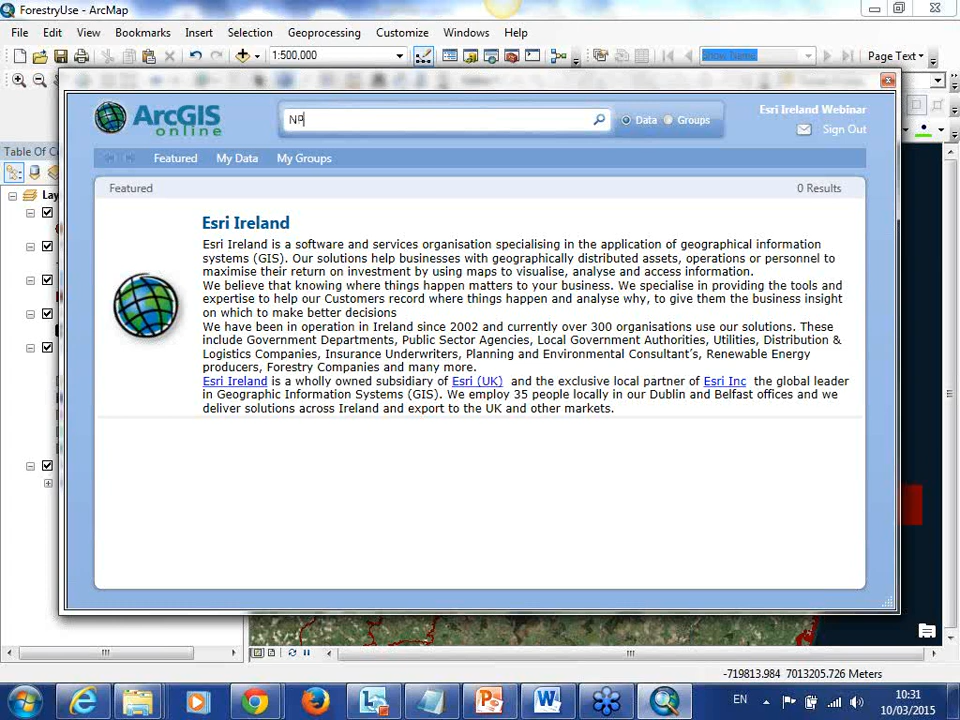 ForestryUse - ArcMap
File Edit View Bookmarks Insert Selection Geoprocessing Customize Windows Help
1:500,000
Page Text
ArcGIS online
NP
Data Groups
Esri Ireland Webinar
Sign Out
Table Of C
Featured My Data My Groups
Lay
Featured
0 Results
Esri Ireland
Esri Ireland is a software and services organisation specialising in the application of geographical information
systems (GIS). Our solutions help businesses with geographically distributed assets, operations or personnel to
maximise their return on investment by using maps to visualise, analyse and access information.
We believe that knowing where things happen matters to your business. We specialise in providing the tools and
expertise to help our Customers record where things happen and analyse why, to give them the business insight
on which to make better decisions
We have been in operation in Ireland since 2002 and currently over 300 organisations use our solutions. These
include Government Departments, Public Sector Agencies, Local Government Authorities, Utilities, Distribution &
Logistics Companies, Insurance Underwriters, Planning and Environmental Consultant's, Renewable Energy
producers, Forestry Companies and many more.
Esri Ireland is a wholly owned subsidiary of Esri (UK) and the exclusive local partner of Esri Inc the global leader
in Geographic Information Systems (GIS). We employ 35 people locally in our Dublin and Belfast offices and we
deliver solutions across Ireland and export to the UK and other markets.
-719813.984 7013205.726 Meters
EN
10:31
10/03/2015